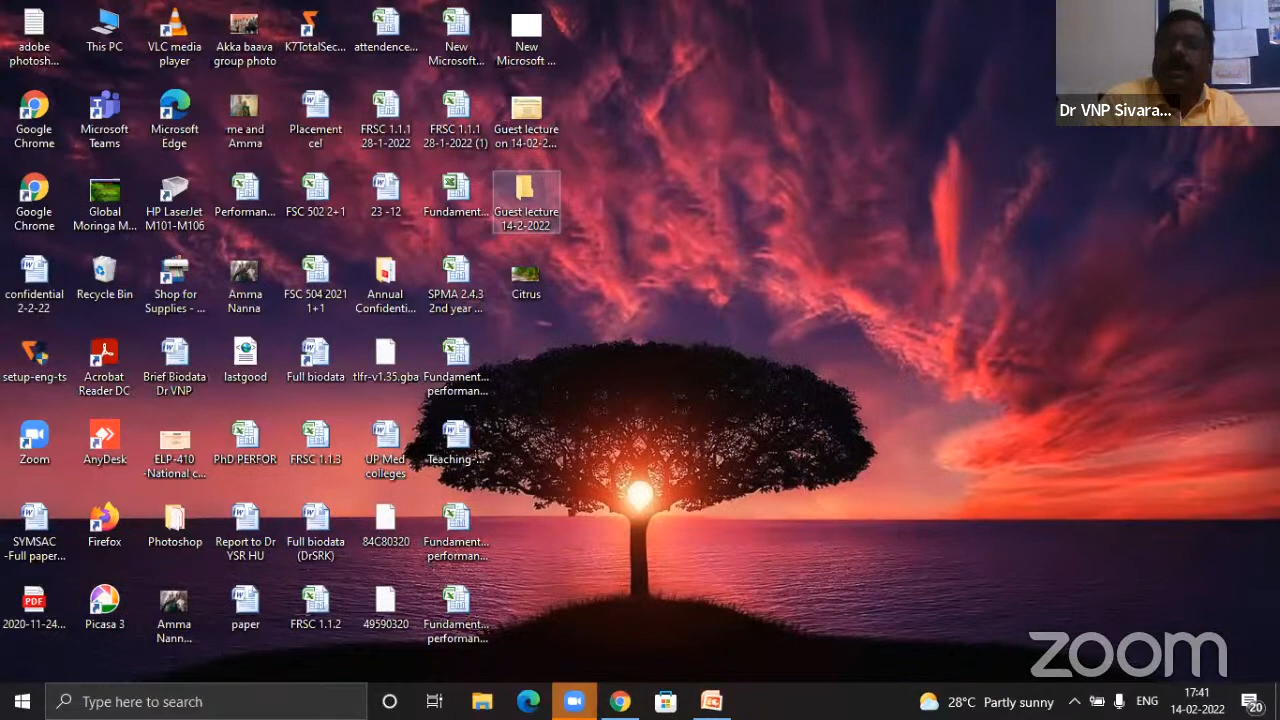 adobe
photosh...
This PC
VLC media
player
Akka baava
group photo
K7TotalSec...
attendence...
New
Microsoft...
New
Microsoft ...
Dr VNP Sivara...
Google
Chrome
Microsoft
Teams
Microsoft
Edge
me and
Amma
Placement
cel
FRSC 1.1.1
28-1-2022
FRSC 1.1.1
28-1-2022 (1)
Guest lecture
on 14-02-2...
Google
Chrome
Global
Moringa M...
HP LaserJet
M101-M106
Performan...
FSC 502 2+1
23 -12
Fundament...
Guest lecture
14-2-2022
confidential
2-2-22
Recycle Bin
Shop for
Supplies - ...
Amma
Nanna
FSC 504 2021
1+1
Annual
Confidenti...
SPMA 2.4.3
2nd year ...
Citrus
setup-eng-ts
Acrobat
Reader DC
Brief Biodata
Dr VNP
lastgood
Full biodata
tlfr-v1.35.gba
Fundament...
performan...
Zoom
AnyDesk
ELP-410
-National c...
PhD PERFOR
FRSC 1.1.3
UP Med
colleges
Teaching-...
SYMSAC
-Full paper...
Firefox
Photoshop
Report to Dr
YSR HU
Full biodata
(DrSRK)
84C80320
Fundament...
performan...
PDF
2020-11-24...
Picasa 3
Amma
Nann...
paper
FRSC 1.1.2
49590320
Fundament...
performan...
zoom
Type here to search
28°C Partly sunny
ENG
17:41
14-02-2022
20